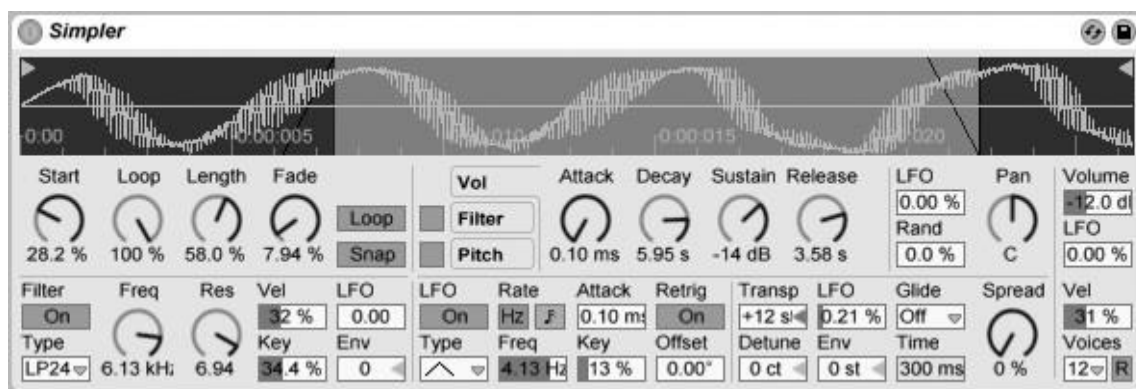 Simpler
0:00 0:00:005 010 0:00:015 020
Start Loop Length Fade Vol Attack Decay Sustain Release LFO Pan Volume
0.00 % -12.0 dl
Loop Filter Rand LFO
28.2 % 100 % 58.0 % 7.94 % Snap Pitch 0.10 ms 5.95 s -14 dB 3.58 s 0.0 % C 0.00 %
Filter Freq Res Vel LFO LFO Rate Attack Retrig Transp LFO Glide Spread Vel
On 32 % 0.00 On Hz 0.10 m On +12 s 0.21 % Off 31 %
Type Key Env Type Freq Key Offset Detune Env Time Voices
LP24 6.13 kHz 6.94 34.4 % 0 4.13 Hz 13 % 0.00° 0 ct 0 st 300 ms 0 % 12 R